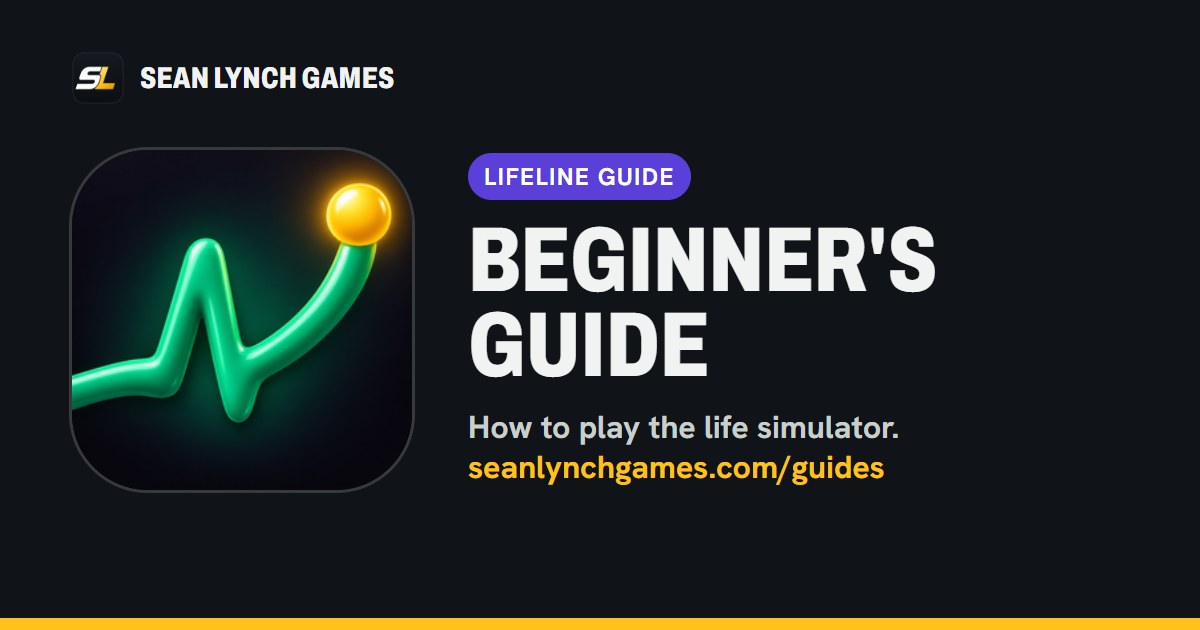 SL
SEAN LYNCH GAMES
LIFELINE GUIDE
BEGINNER'S
GUIDE
How to play the life simulator.
seanlynchgames.com/guides